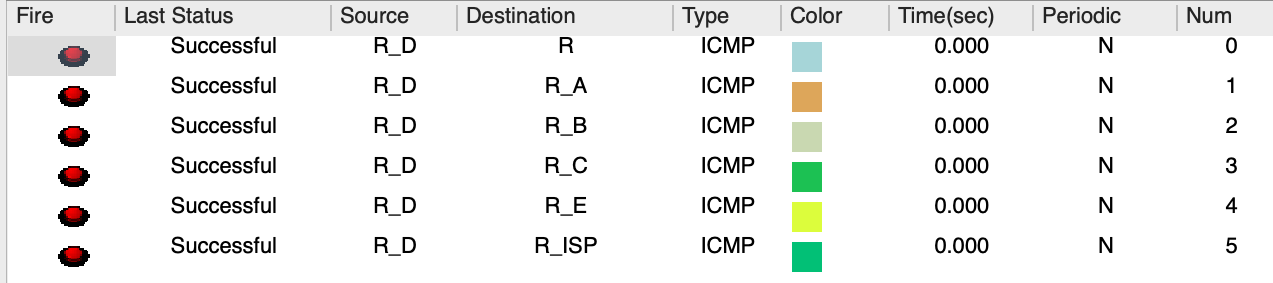 Fire Last Status Source Destination Type Color Time(sec) Periodic Num
Successful R_D R ICMP 0.000 N 0
Successful R_D R_A ICMP 0.000 N 1
Successful R_D R_B ICMP 0.000 N 2
Successful R_D R_C ICMP 0.000 N 3
Successful R_D R_E ICMP 0.000 N 4
Successful R_D R_ISP ICMP 0.000 N 5